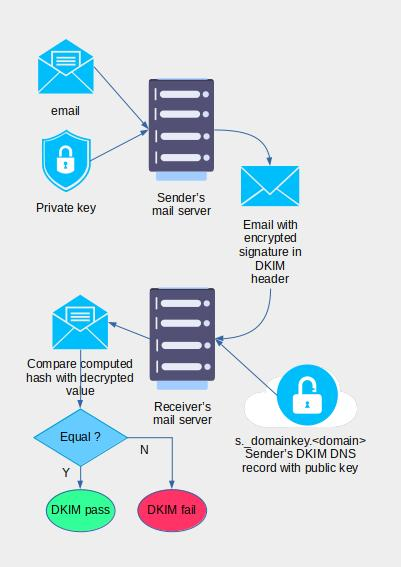 email
Private key
Sender's
mail server
Email with
encrypted
signature in
DKIM
header
Compare computed
hash with decrypted
value
Receiver's
mail server
s._domainkey.<domain>
Sender's DKIM DNS
record with public key
Equal ?
N
Y
DKIM pass
DKIM fail